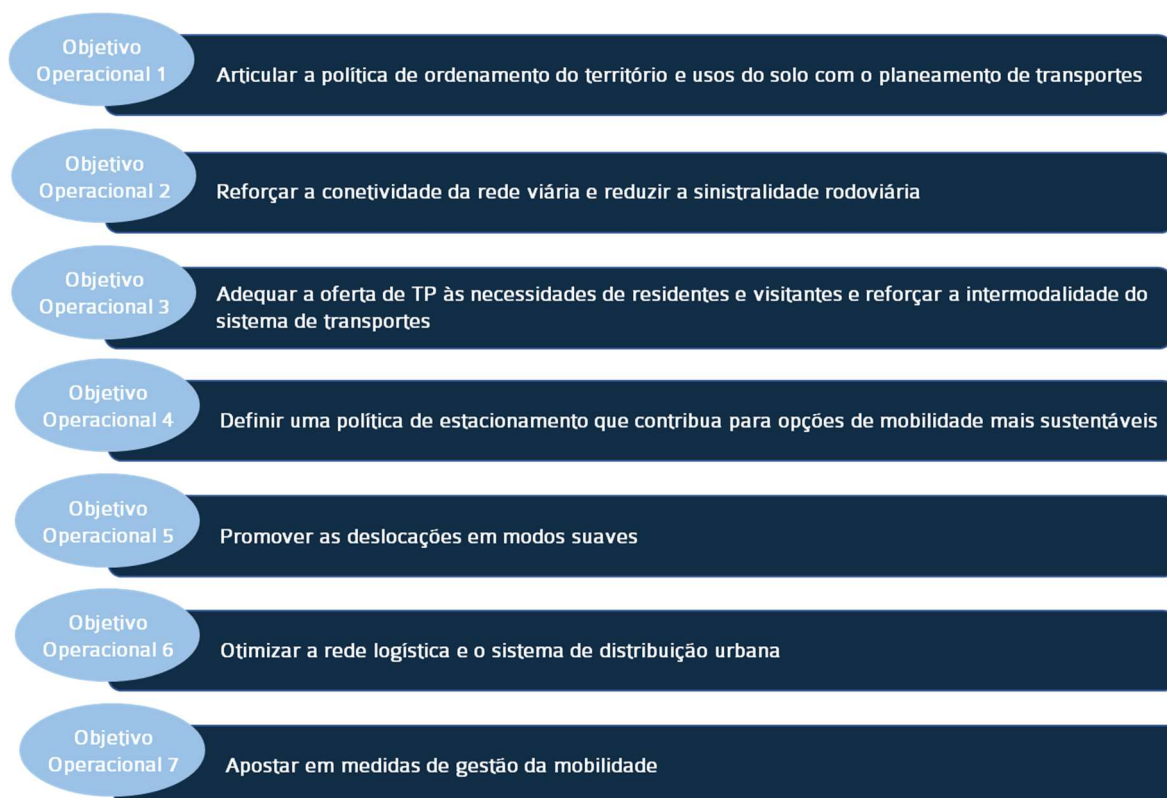 Objetivo
Operacional 1
Articular a política de ordenamento do território e usos do solo com o planeamento de transportes
Objetivo
Operacional 2
Reforçar a conetividade da rede viária e reduzir a sinistralidade rodoviária
Objetivo
Operacional 3
Adequar a oferta de TP às necessidades de residentes e visitantes e reforçar a intermodalidade do
sistema de transportes
Objetivo
Operacional 4
Definir uma política de estacionamento que contribua para opções de mobilidade mais sustentáveis
Objetivo
Operacional 5
Promover as deslocações em modos suaves
Objetivo
Operacional 6
Otimizar a rede logística e o sistema de distribuição urbana
Objetivo
Operacional 7
Apostar em medidas de gestão da mobilidade